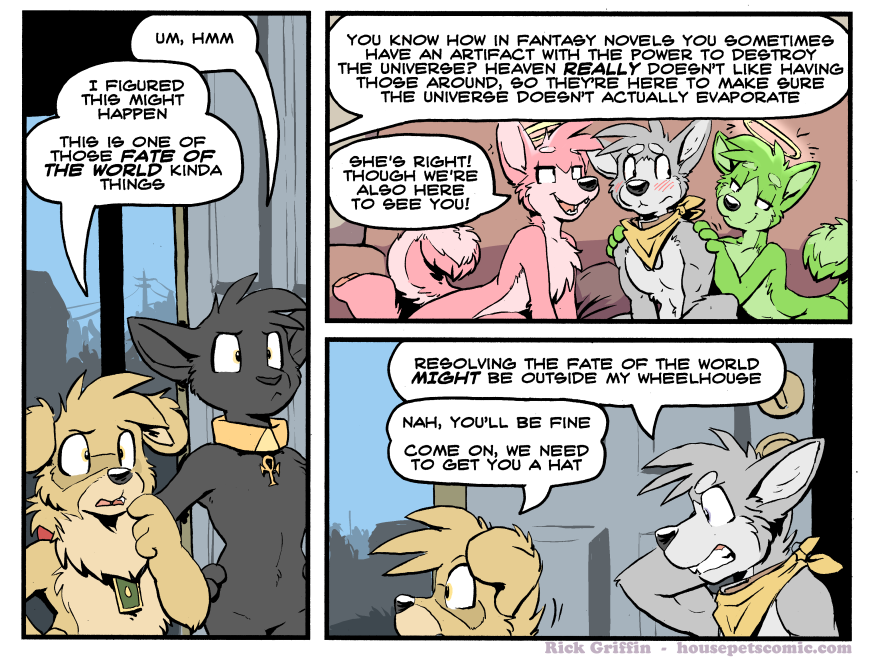 UM, HMM
I FIGURED
THIS MIGHT
HAPPEN
THIS IS ONE OF
THOSE FATE OF
THE WORLD KINDA
THINGS
YOU KNOW HOW IN FANTASY NOVELS YOU SOMETIMES
HAVE AN ARTIFACT WITH THE POWER TO DESTROY
THE UNIVERSE? HEAVEN REALLY DOESN'T LIKE HAVING
THOSE AROUND, SO THEY'RE HERE TO MAKE SURE
THE UNIVERSE DOESN'T ACTUALLY EVAPORATE
SHE'S RIGHT!
THOUGH WE'RE
ALSO HERE
TO SEE YOU!
RESOLVING THE FATE OF THE WORLD
MIGHT BE OUTSIDE MY WHEELHOUSE
NAH, YOU'LL BE FINE
COME ON, WE NEED
TO GET YOU A HAT
Rick Griffin - housepetscomic.com